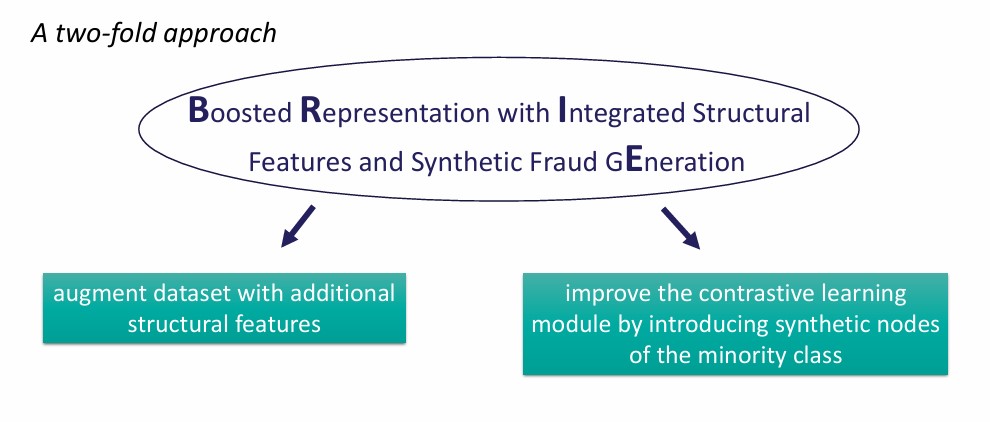 A two-fold approach
Boosted Representation with Integrated Structural
Features and Synthetic Fraud GEneration
augment dataset with additional
structural features
improve the contrastive learning
module by introducing synthetic nodes
of the minority class